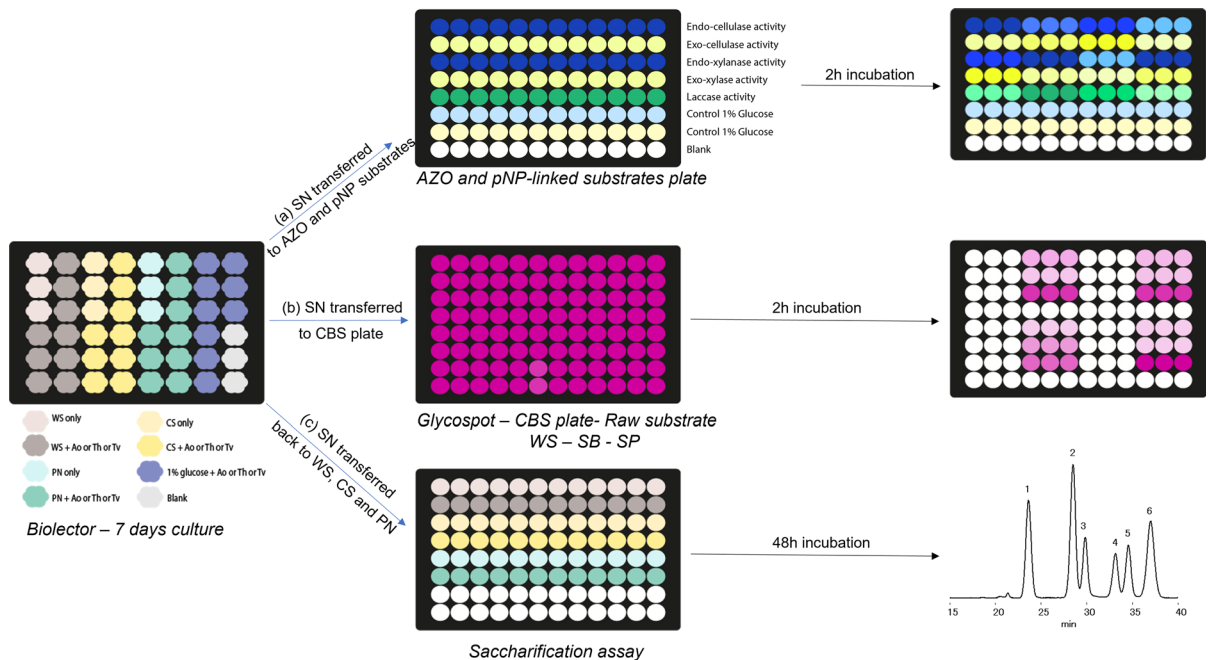 Endo-cellulase activity
Exo-cellulase activity
Endo-xylanase activity
Exo-xylase activity
Laccase activity
Control 1% Glucose
Control 1% Glucose
Blank
AZO and pNP-linked substrates plate
2h incubation
(a) SN transferred
to AZO and pNP substrates
(b) SN transferred
to CBS plate
Glycospot – CBS plate- Raw substrate
WS – SB - SP
2h incubation
(c) SN transferred
back to WS, CS and PN
WS only
CS only
WS + Ao or Th or Tv
CS + Ao or Th or Tv
PN only
1% glucose + Ao or Th or Tv
PN + Ao or Th or Tv
Blank
Biolector – 7 days culture
Saccharification assay
48h incubation
1
2
3
4
5
6
15
20
25
30
35
40
min